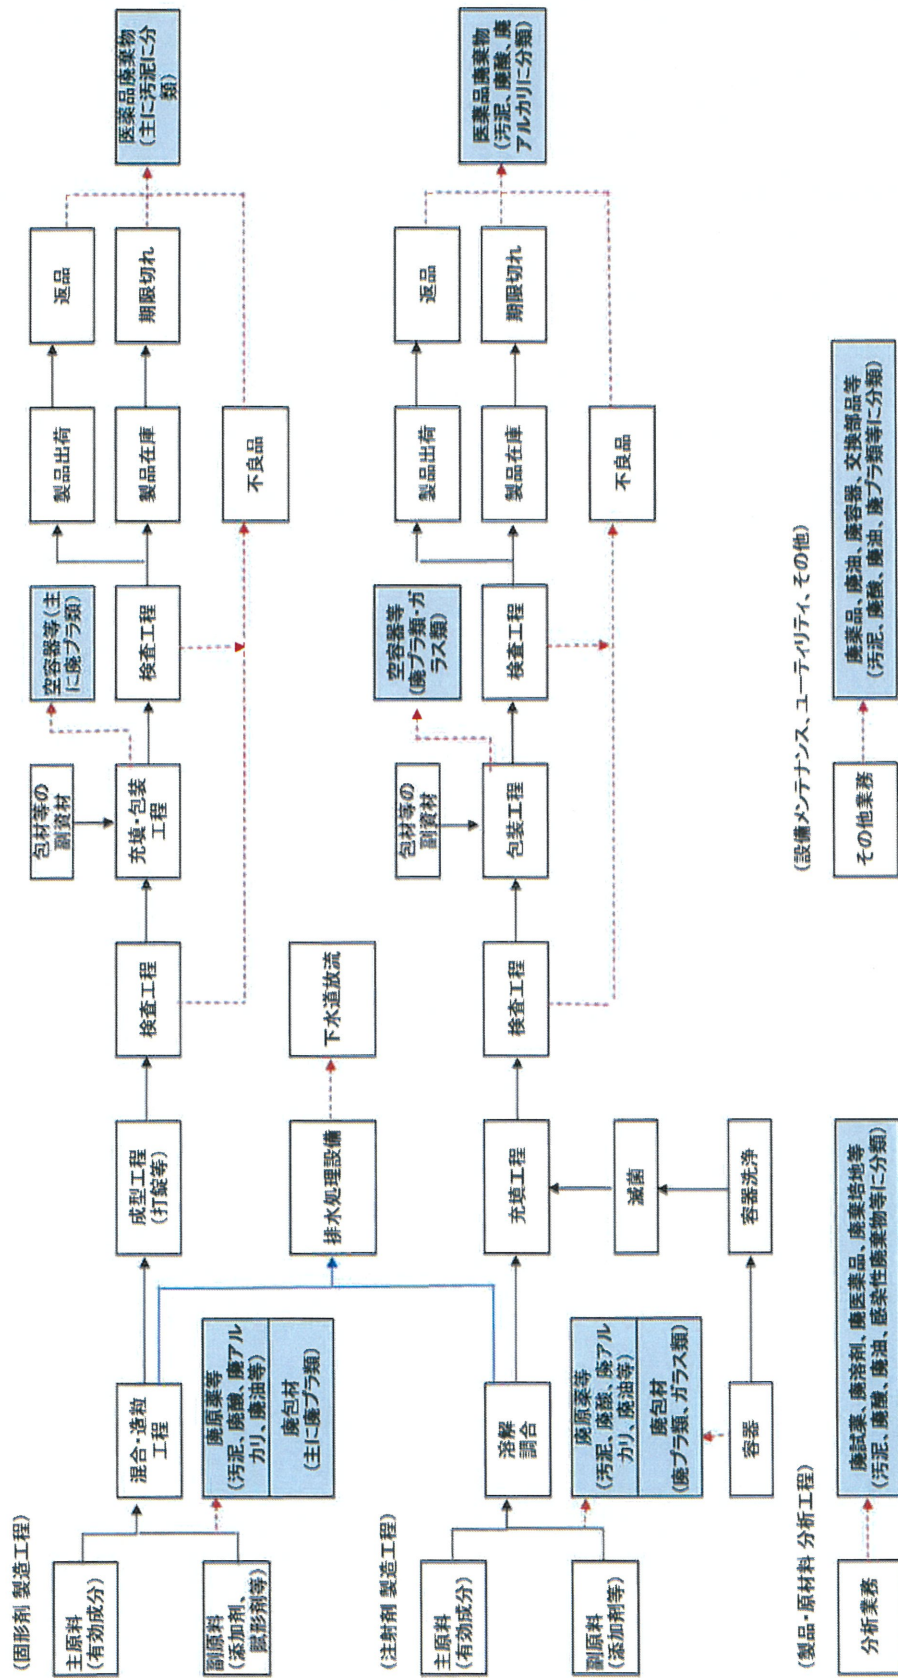 (固形剤 製造工程)
主原料
(有効成分)
副原料
(添加剤、
賦形剤等)
混合・造粒
工程
廃原薬等
(汚泥、廃酸、廃アル
カリ、廃油等)
廃包材
(主に廃プラ類)
成型工程
(打錠等)
検査工程
包材等の
副資材
充填・包装
工程
空容器等(主
に廃プラ類)
検査工程
製品出荷
製品在庫
不良品
返品
期限切れ
医薬品廃棄物
(主に汚泥に分
類)
排水処理設備
下水道放流
(注射剤 製造工程)
主原料
(有効成分)
副原料
(添加剤等)
溶解
調合
廃原薬等
(汚泥、廃酸、廃アル
カリ、廃油等)
廃包材
(廃プラ類、ガラス類)
容器
容器洗浄
滅菌
充填工程
検査工程
包材等の
副資材
包装工程
空容器等
(廃プラ類・ガ
ラス類)
検査工程
製品出荷
製品在庫
不良品
返品
期限切れ
医薬品廃棄物
(汚泥、廃酸、廃
アルカリに分類)
(製品・原材料 分析工程)
分析業務
廃試薬、廃溶剤、廃医薬品、廃棄培地等
(汚泥、廃酸、廃油、感染性廃棄物等に分類)
(設備メンテナンス、ユーティリティ、その他)
その他業務
廃薬品、廃油、廃容器、交換部品等
(汚泥、廃酸、廃油、廃プラ類等に分類)